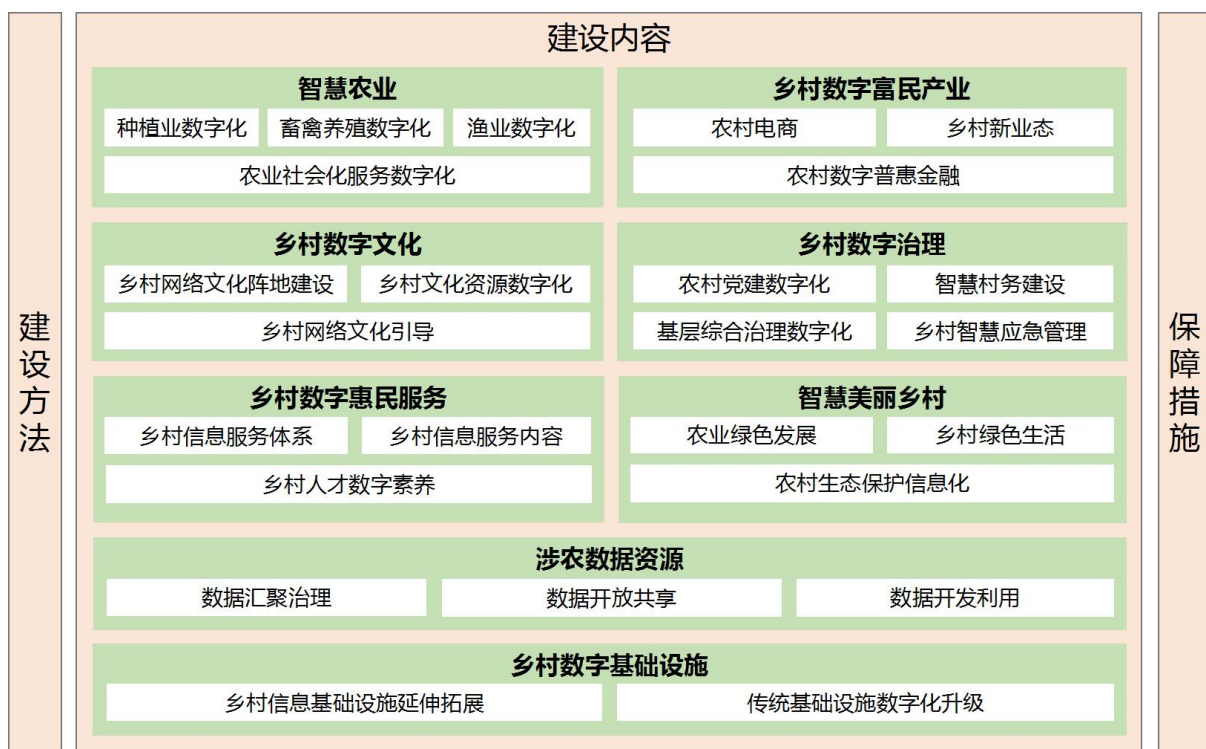 建设方法
建设内容
智慧农业
种植业数字化 畜禽养殖数字化 渔业数字化
农业社会化服务数字化
乡村数字富民产业
农村电商 乡村新业态
农村数字普惠金融
乡村数字文化
乡村网络文化阵地建设 乡村文化资源数字化
乡村网络文化引导
乡村数字治理
农村党建数字化 智慧村务建设
基层综合治理数字化 乡村智慧应急管理
乡村数字惠民服务
乡村信息服务体系 乡村信息服务内容
乡村人才数字素养
智慧美丽乡村
农业绿色发展 乡村绿色生活
农村生态保护信息化
涉农数据资源
数据汇聚治理 数据开放共享 数据开发利用
乡村数字基础设施
乡村信息基础设施延伸拓展 传统基础设施数字化升级
保障措施